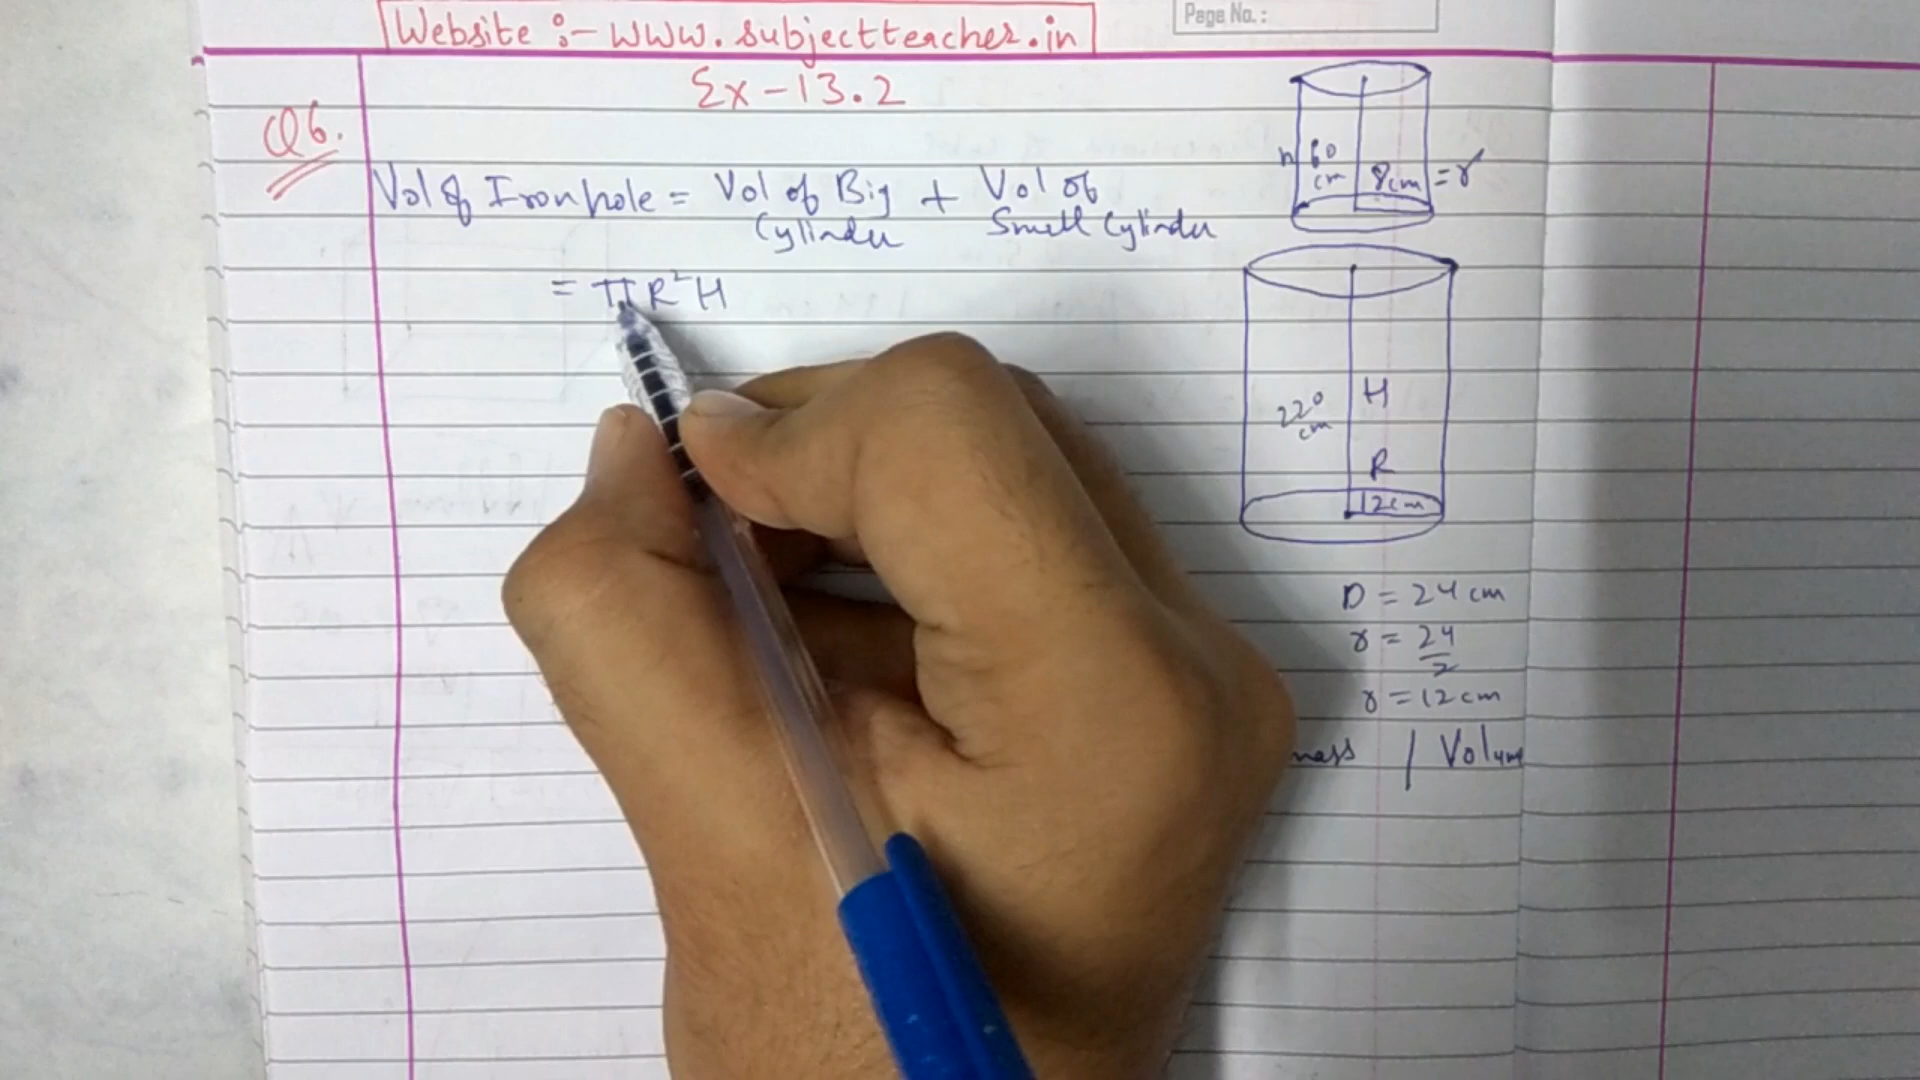 Page No. :
Website :- www.subjectteacher.in
Ex-13.2
Q6.
Vol of Iron hole = Vol of Big Cylinder + Vol of Small Cylinder
= πR²H
h 60 cm 8cm = r
220 cm H
R
12cm
D = 24 cm
r = 24/2
r = 12 cm
mass | Volume